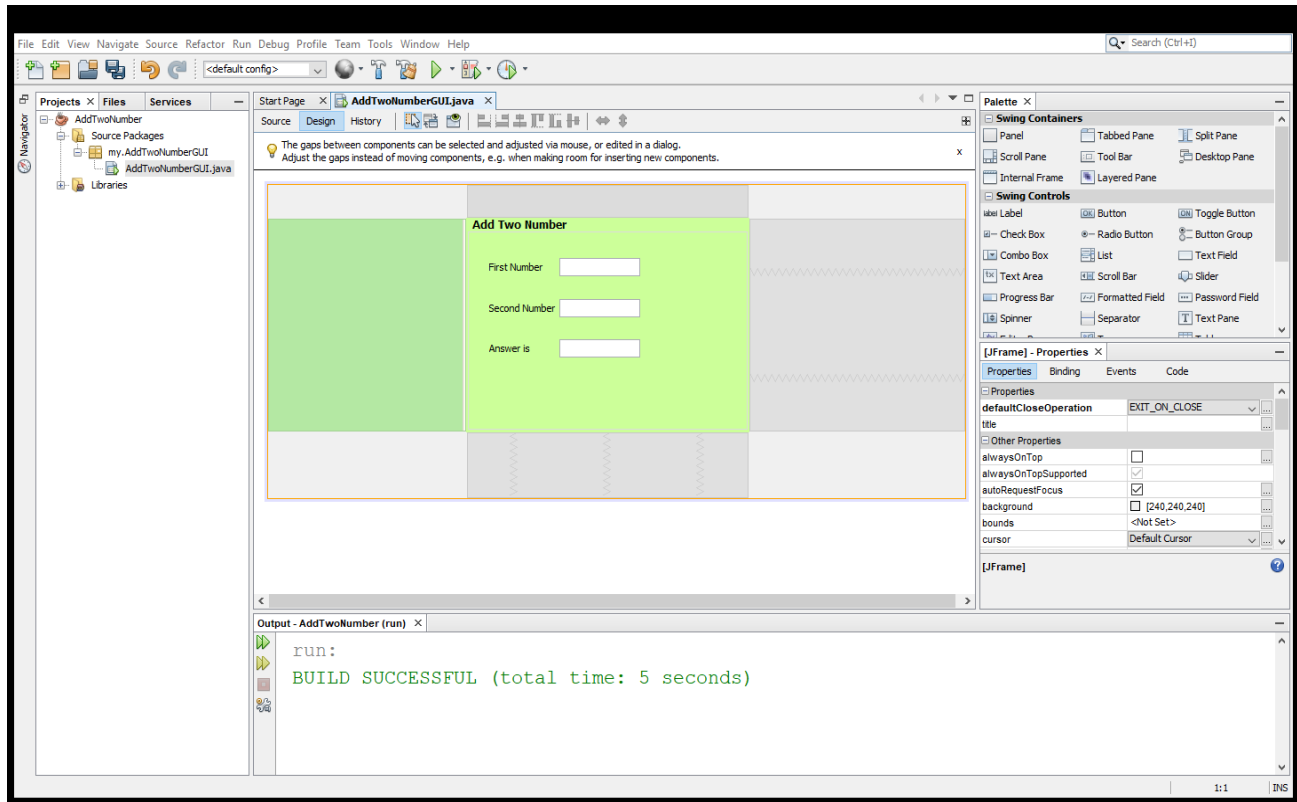 File Edit View Navigate Source Refactor Run Debug Profile Team Tools Window Help
Search (Ctrl+I)
<default config>
Projects Files Services
Navigator
AddTwoNumber
Source Packages
my.AddTwoNumberGUI
AddTwoNumberGUI.java
Libraries
Start Page AddTwoNumberGUI.java
Source Design History
The gaps between components can be selected and adjusted via mouse, or edited in a dialog.
Adjust the gaps instead of moving components, e.g. when making room for inserting new components.
x
Add Two Number
First Number
Second Number
Answer is
Palette
Swing Containers
Panel Tabbed Pane Split Pane
Scroll Pane Tool Bar Desktop Pane
Internal Frame Layered Pane
Swing Controls
label Label OK Button ON Toggle Button
Check Box Radio Button Button Group
Combo Box List Text Field
Text Area Scroll Bar Slider
Progress Bar Formatted Field Password Field
Spinner Separator T Text Pane
[JFrame] - Properties
Properties Binding Events Code
Properties
defaultCloseOperation EXIT_ON_CLOSE ...
title ...
Other Properties
alwaysOnTop ...
alwaysOnTopSupported
autoRequestFocus ...
background [240,240,240] ...
bounds <Not Set> ...
cursor Default Cursor ...
[JFrame]
Output - AddTwoNumber (run)
run:
BUILD SUCCESSFUL (total time: 5 seconds)
1:1 INS